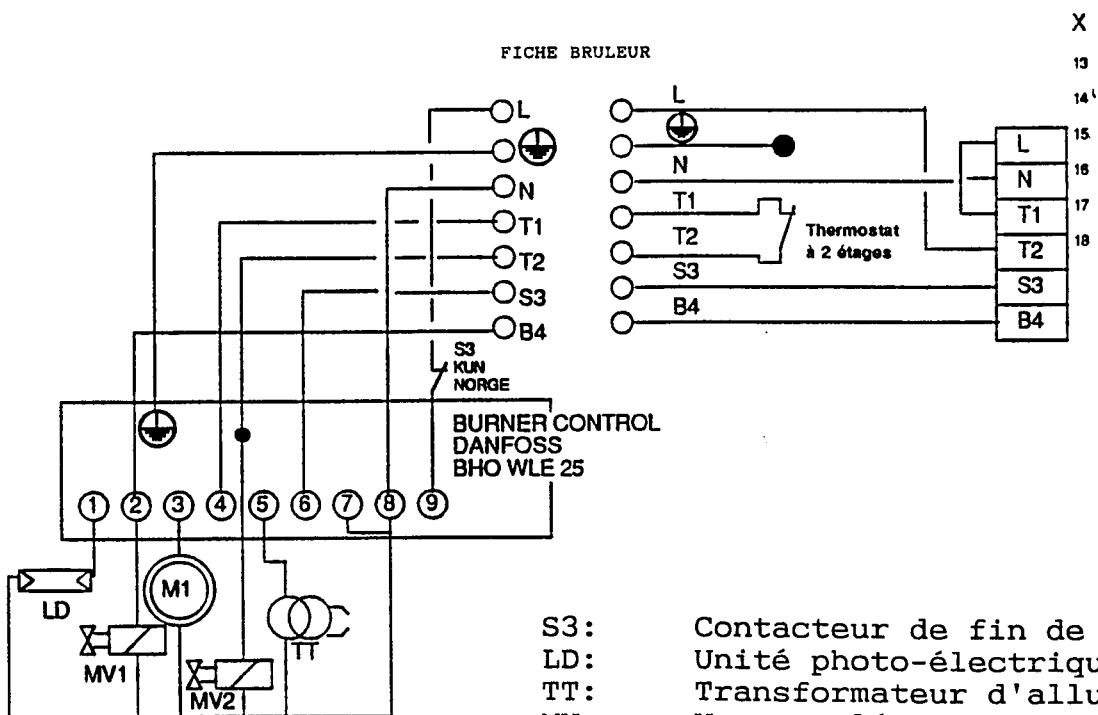 X
FICHE BRULEUR
13
14
L
L
15
L
N
N
16
N
T1
T1
17
T1
T2
T2
Thermostat
à 2 étages
18
T2
S3
S3
S3
B4
B4
B4
S3
KUN
NORGE
BURNER CONTROL
DANFOSS
BHO WLE 25
1 2 3 4 5 6 7 8 9
LD
M1
MV1
TT
MV2
S3: Contacteur de fin de
LD: Unité photo-électriqu
TT: Transformateur d'allu